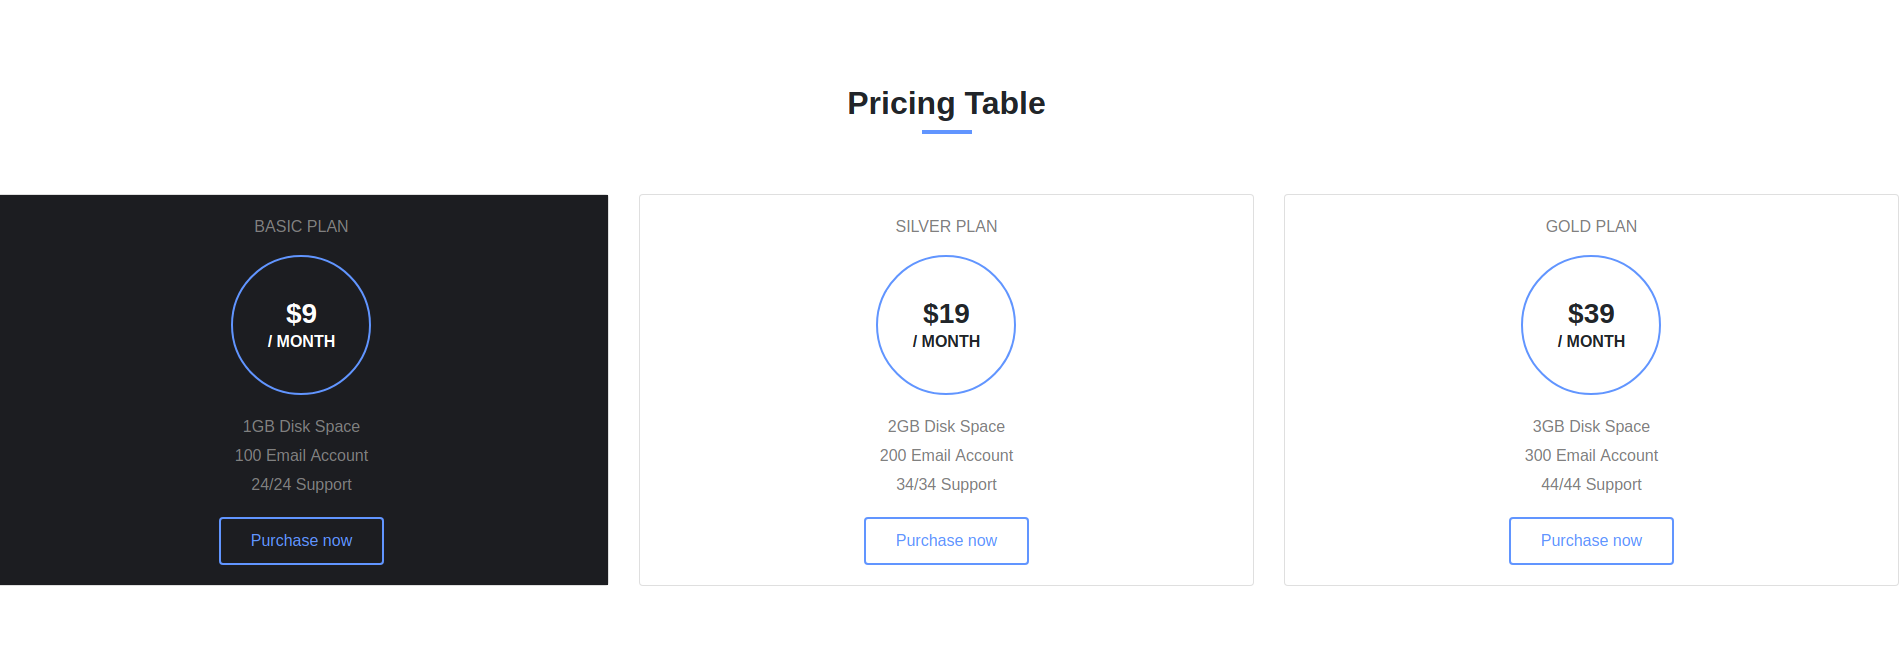 Pricing Table
BASIC PLAN
$9
/ MONTH
1GB Disk Space
100 Email Account
24/24 Support
Purchase now
SILVER PLAN
$19
/ MONTH
2GB Disk Space
200 Email Account
34/34 Support
Purchase now
GOLD PLAN
$39
/ MONTH
3GB Disk Space
300 Email Account
44/44 Support
Purchase now